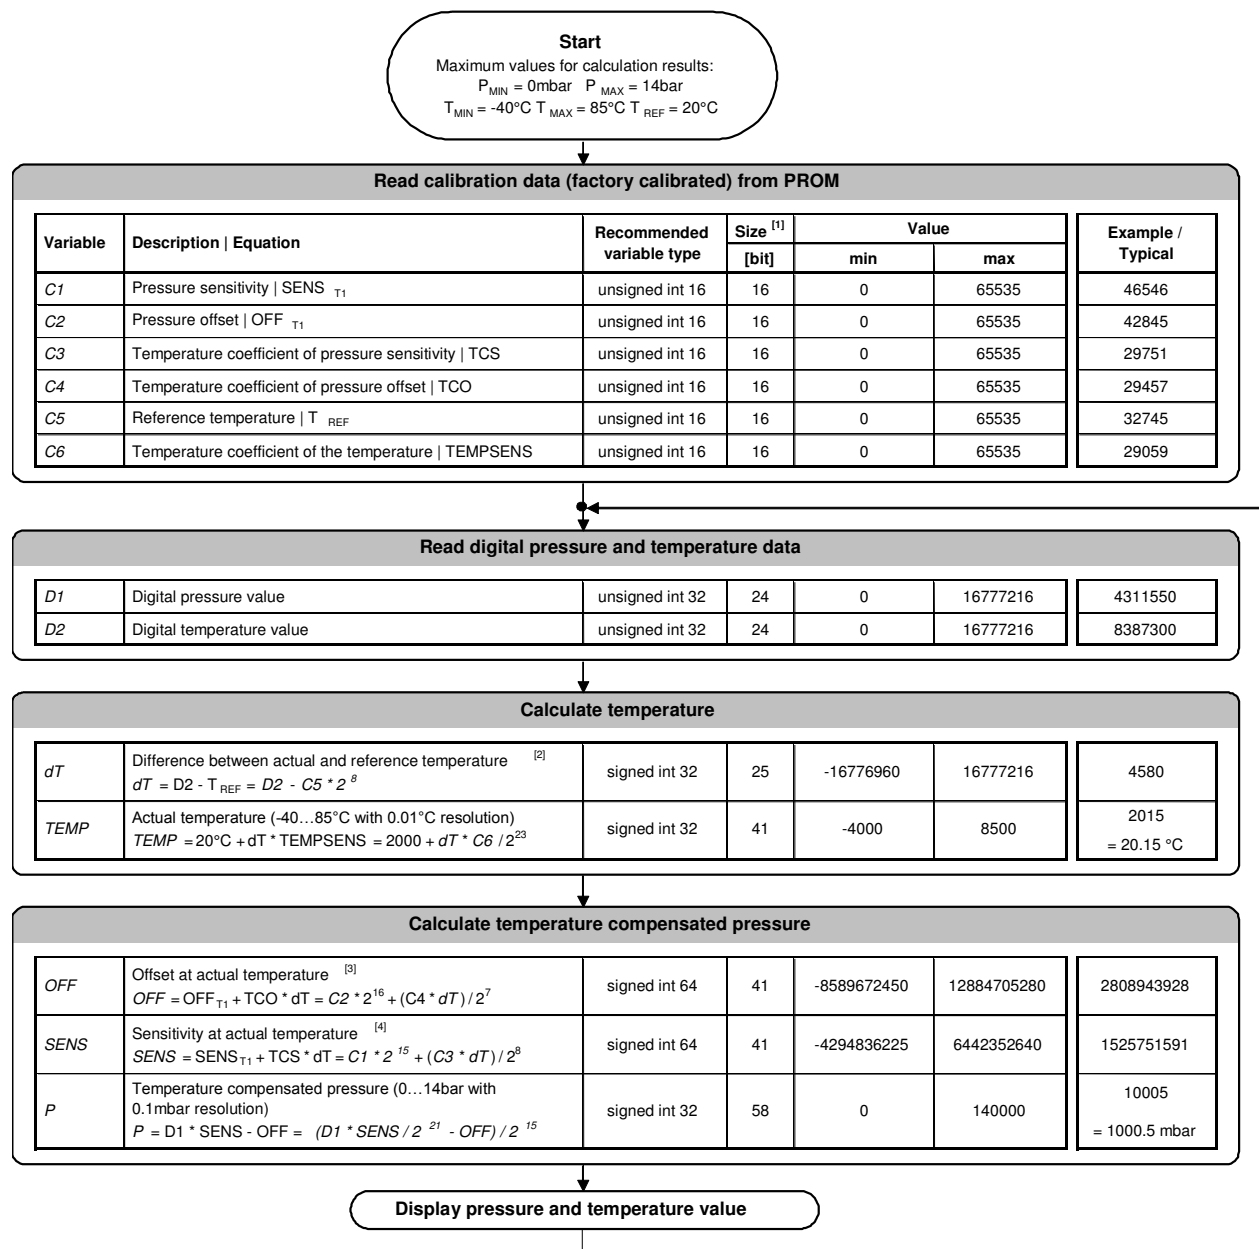 Start
Maximum values for calculation results:
PMIN = 0mbar P MAX = 14bar
TMIN = -40°C T MAX = 85°C T REF = 20°C
Read calibration data (factory calibrated) from PROM
Variable Description | Equation Recommended variable type Size [1] [bit] Value min max Example / Typical
C1 Pressure sensitivity | SENS T1 unsigned int 16 16 0 65535 46546
C2 Pressure offset | OFF T1 unsigned int 16 16 0 65535 42845
C3 Temperature coefficient of pressure sensitivity | TCS unsigned int 16 16 0 65535 29751
C4 Temperature coefficient of pressure offset | TCO unsigned int 16 16 0 65535 29457
C5 Reference temperature | T REF unsigned int 16 16 0 65535 32745
C6 Temperature coefficient of the temperature | TEMPSENS unsigned int 16 16 0 65535 29059
Read digital pressure and temperature data
D1 Digital pressure value unsigned int 32 24 0 16777216 4311550
D2 Digital temperature value unsigned int 32 24 0 16777216 8387300
Calculate temperature
dT Difference between actual and reference temperature [2]
dT = D2 - T REF = D2 - C5 * 2 8 signed int 32 25 -16776960 16777216 4580
TEMP Actual temperature (-40…85°C with 0.01°C resolution)
TEMP = 20°C + dT * TEMPSENS = 2000 + dT * C6 / 2 23 signed int 32 41 -4000 8500 2015
= 20.15 °C
Calculate temperature compensated pressure
OFF Offset at actual temperature [3]
OFF = OFF T1 + TCO * dT = C2 * 2 16 + (C4 * dT ) / 2 7 signed int 64 41 -8589672450 12884705280 2808943928
SENS Sensitivity at actual temperature [4]
SENS = SENS T1 + TCS * dT = C1 * 2 15 + (C3 * dT ) / 2 8 signed int 64 41 -4294836225 6442352640 1525751591
P Temperature compensated pressure (0…14bar with
0.1mbar resolution)
P = D1 * SENS - OFF = (D1 * SENS / 2 21 - OFF) / 2 15 signed int 32 58 0 140000 10005
= 1000.5 mbar
Display pressure and temperature value